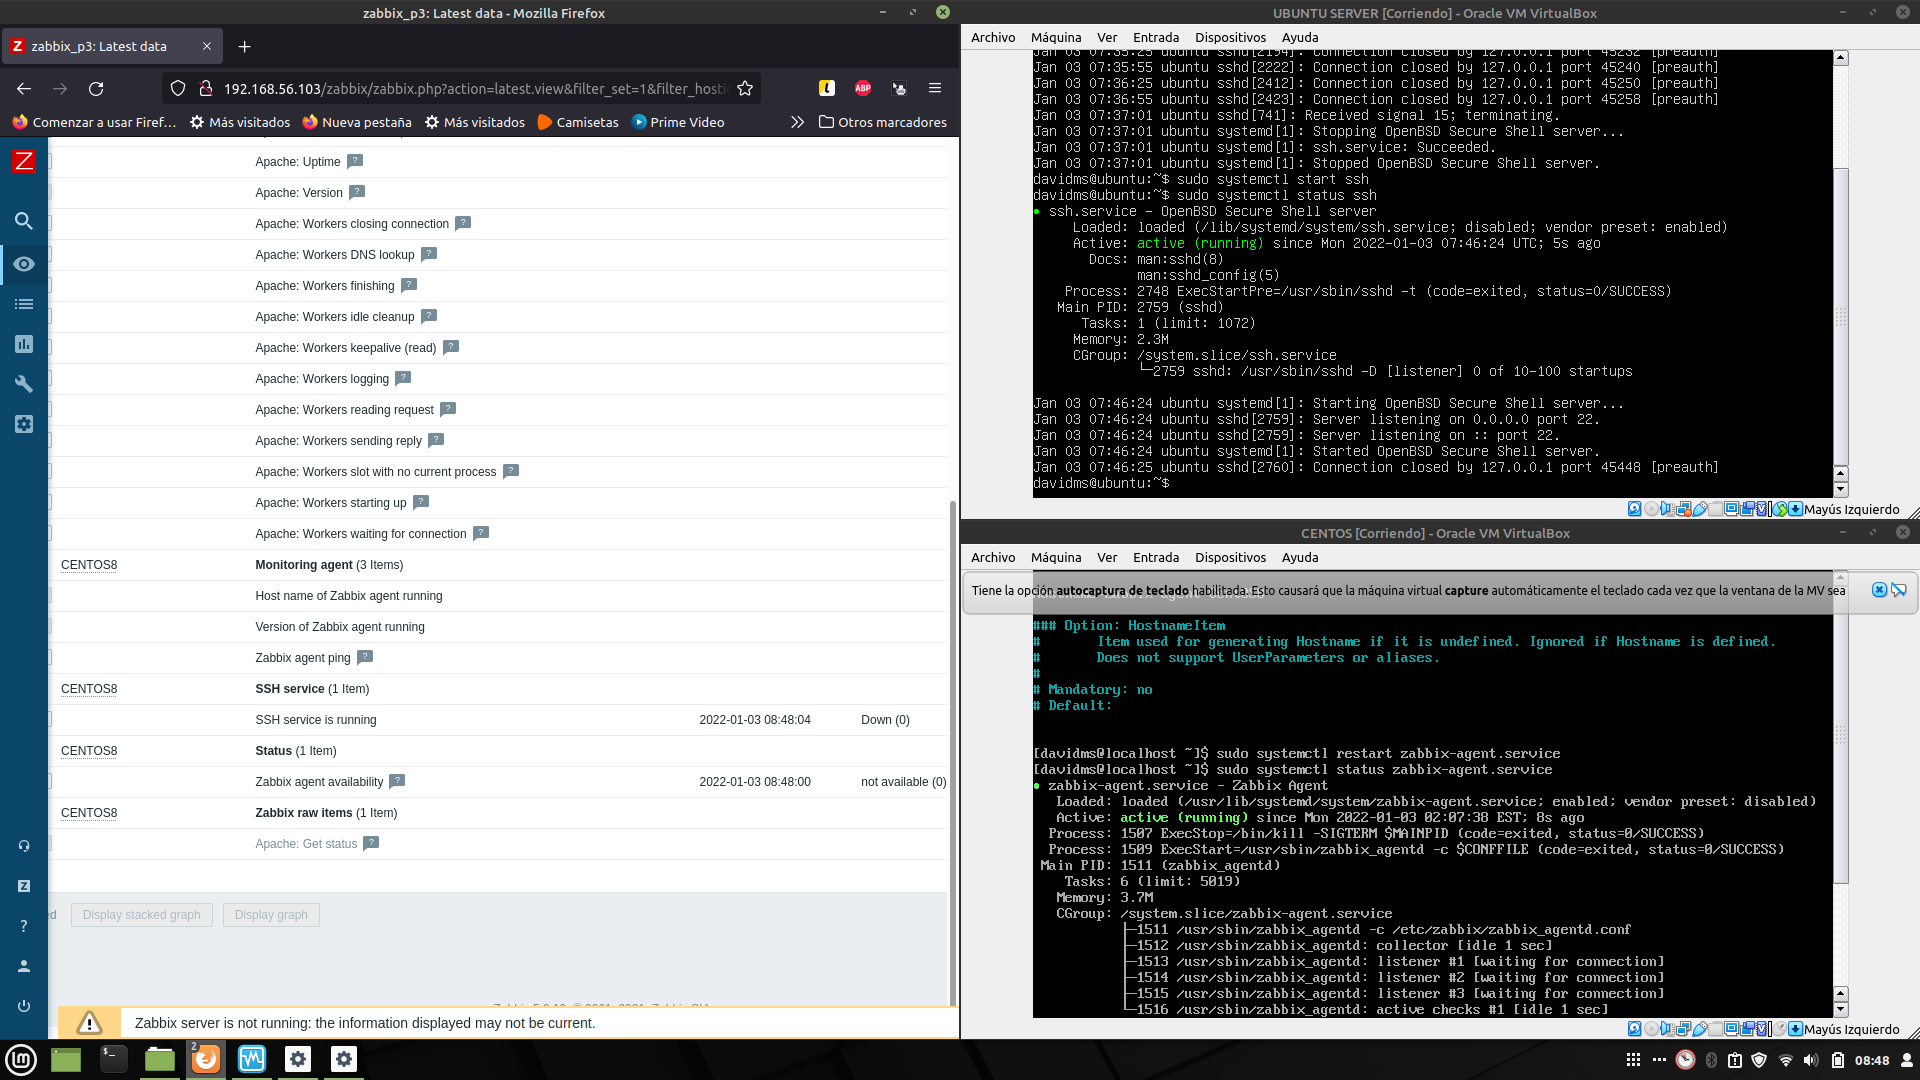 zabbix_p3: Latest data - Mozilla Firefox
zabbix_p3: Latest data
192.168.56.103/zabbix/zabbix.php?action=latest.view&filter_set=1&filter_hosti
Comenzar a usar Firef...
Más visitados
Nueva pestaña
Más visitados
Camisetas
Prime Video
Otros marcadores
Apache: Uptime
Apache: Version
Apache: Workers closing connection
Apache: Workers DNS lookup
Apache: Workers finishing
Apache: Workers idle cleanup
Apache: Workers keepalive (read)
Apache: Workers logging
Apache: Workers reading request
Apache: Workers sending reply
Apache: Workers slot with no current process
Apache: Workers starting up
Apache: Workers waiting for connection
CENTOS8 Monitoring agent (3 Items)
Host name of Zabbix agent running
Version of Zabbix agent running
Zabbix agent ping
CENTOS8 SSH service (1 Item)
SSH service is running 2022-01-03 08:48:04 Down (0)
CENTOS8 Status (1 Item)
Zabbix agent availability 2022-01-03 08:48:00 not available (0)
CENTOS8 Zabbix raw items (1 Item)
Apache: Get status
Display stacked graph
Display graph
Zabbix server is not running: the information displayed may not be current.
UBUNTU SERVER [Corriendo] - Oracle VM VirtualBox
Archivo Máquina Ver Entrada Dispositivos Ayuda
Jan 03 07:35:25 ubuntu sshd[2194]: Connection closed by 127.0.0.1 port 45232 [preauth]
Jan 03 07:35:55 ubuntu sshd[2222]: Connection closed by 127.0.0.1 port 45240 [preauth]
Jan 03 07:36:25 ubuntu sshd[2412]: Connection closed by 127.0.0.1 port 45250 [preauth]
Jan 03 07:36:55 ubuntu sshd[2423]: Connection closed by 127.0.0.1 port 45258 [preauth]
Jan 03 07:37:01 ubuntu sshd[741]: Received signal 15; terminating.
Jan 03 07:37:01 ubuntu systemd[1]: Stopping OpenBSD Secure Shell server...
Jan 03 07:37:01 ubuntu systemd[1]: ssh.service: Succeeded.
Jan 03 07:37:01 ubuntu systemd[1]: Stopped OpenBSD Secure Shell server.
davidms@ubuntu:~$ sudo systemctl start ssh
davidms@ubuntu:~$ sudo systemctl status ssh
● ssh.service - OpenBSD Secure Shell server
Loaded: loaded (/lib/systemd/system/ssh.service; disabled; vendor preset: enabled)
Active: active (running) since Mon 2022-01-03 07:46:24 UTC; 5s ago
Docs: man:sshd(8)
man:sshd_config(5)
Process: 2748 ExecStartPre=/usr/sbin/sshd -t (code=exited, status=0/SUCCESS)
Main PID: 2759 (sshd)
Tasks: 1 (limit: 1072)
Memory: 2.3M
CGroup: /system.slice/ssh.service
└─2759 sshd: /usr/sbin/sshd -D [listener] 0 of 10-100 startups
Jan 03 07:46:24 ubuntu systemd[1]: Starting OpenBSD Secure Shell server...
Jan 03 07:46:24 ubuntu sshd[2759]: Server listening on 0.0.0.0 port 22.
Jan 03 07:46:24 ubuntu sshd[2759]: Server listening on :: port 22.
Jan 03 07:46:24 ubuntu systemd[1]: Started OpenBSD Secure Shell server.
Jan 03 07:46:25 ubuntu sshd[2760]: Connection closed by 127.0.0.1 port 45448 [preauth]
davidms@ubuntu:~$
Mayús Izquierdo
CENTOS [Corriendo] - Oracle VM VirtualBox
Archivo Máquina Ver Entrada Dispositivos Ayuda
Tiene la opción autocaptura de teclado habilitada. Esto causará que la máquina virtual capture automáticamente el teclado cada vez que la ventana de la MV sea
### Option: HostnameItem
# Item used for generating Hostname if it is undefined. Ignored if Hostname is defined.
# Does not support UserParameters or aliases.
#
# Mandatory: no
# Default:
[davidms@localhost ~]$ sudo systemctl restart zabbix-agent.service
[davidms@localhost ~]$ sudo systemctl status zabbix-agent.service
● zabbix-agent.service - Zabbix Agent
Loaded: loaded (/usr/lib/systemd/system/zabbix-agent.service; enabled; vendor preset: disabled)
Active: active (running) since Mon 2022-01-03 02:07:38 EST; 8s ago
Process: 1507 ExecStop=/bin/kill -SIGTERM $MAINPID (code=exited, status=0/SUCCESS)
Process: 1509 ExecStart=/usr/sbin/zabbix_agentd -c $CONFFILE (code=exited, status=0/SUCCESS)
Main PID: 1511 (zabbix_agentd)
Tasks: 6 (limit: 5019)
Memory: 3.7M
CGroup: /system.slice/zabbix-agent.service
├─1511 /usr/sbin/zabbix_agentd -c /etc/zabbix/zabbix_agentd.conf
├─1512 /usr/sbin/zabbix_agentd: collector [idle 1 sec]
├─1513 /usr/sbin/zabbix_agentd: listener #1 [waiting for connection]
├─1514 /usr/sbin/zabbix_agentd: listener #2 [waiting for connection]
├─1515 /usr/sbin/zabbix_agentd: listener #3 [waiting for connection]
└─1516 /usr/sbin/zabbix_agentd: active checks #1 [idle 1 sec]
Mayús Izquierdo
2
08:48